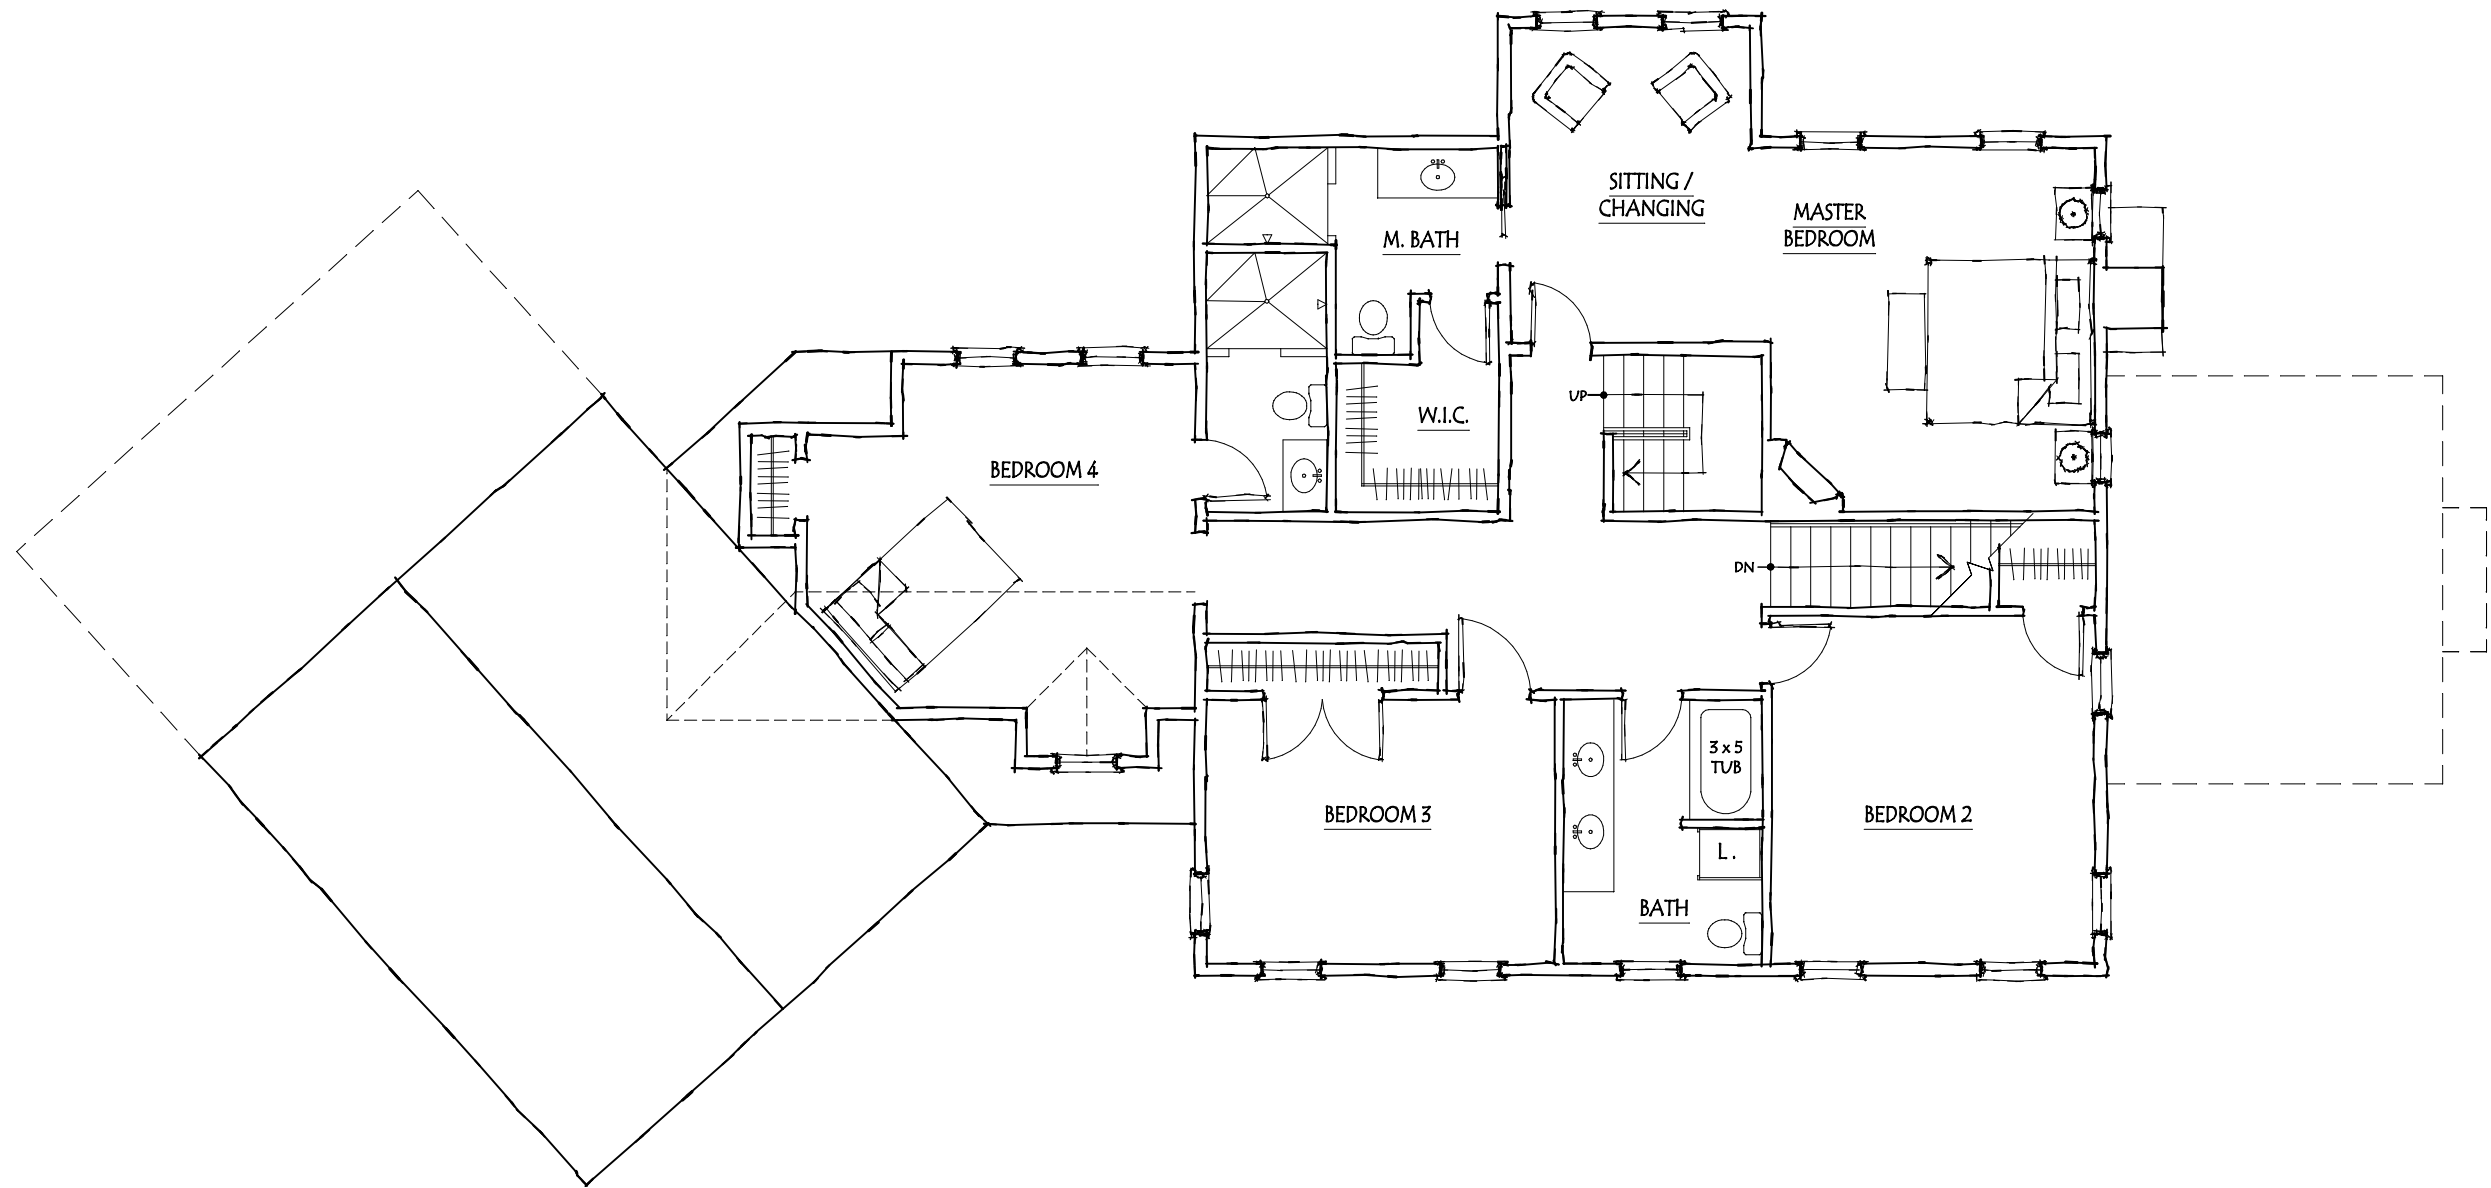 SITTING /
CHANGING
MASTER
BEDROOM
M. BATH
UP
W.I.C.
BEDROOM 4
DN
3 x 5
TUB
BEDROOM 3
BEDROOM 2
L.
BATH